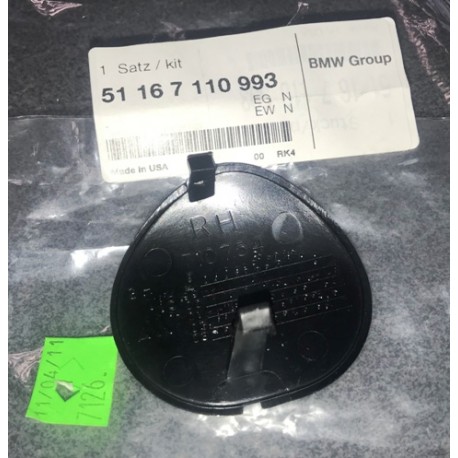 1 Satz / kit
BMW Group
51 16 7 110 993
EG N
EW N
Made in USA
00 RK4
RH
11/04/11
7126.